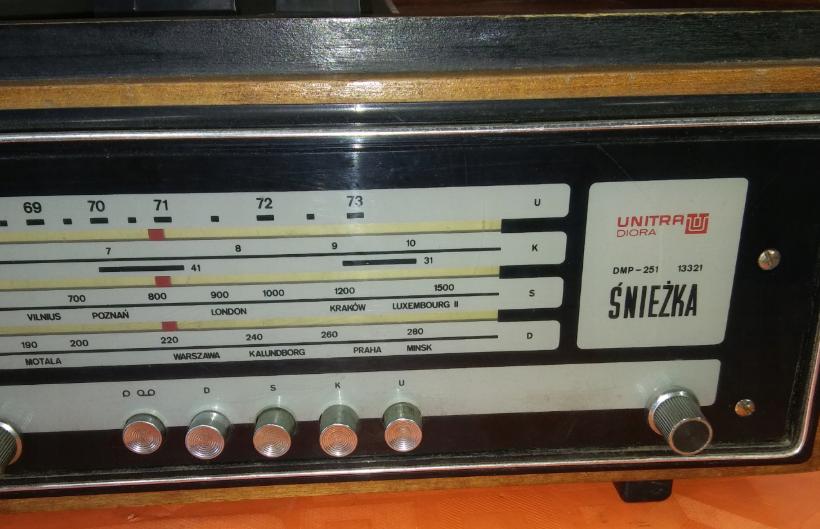 69 70 71 72 73 U
7 8 9 10 K
41 31
700 800 900 1000 1200 1500 S
VILNIUS POZNAŃ LONDON KRAKÓW LUXEMBOURG II
190 200 220 240 260 280 D
MOTALA WARSZAWA KALUNDBORG PRAHA MINSK
UNITRA
DIORA
DMP-251 13321
ŚNIEŻKA
D S K U